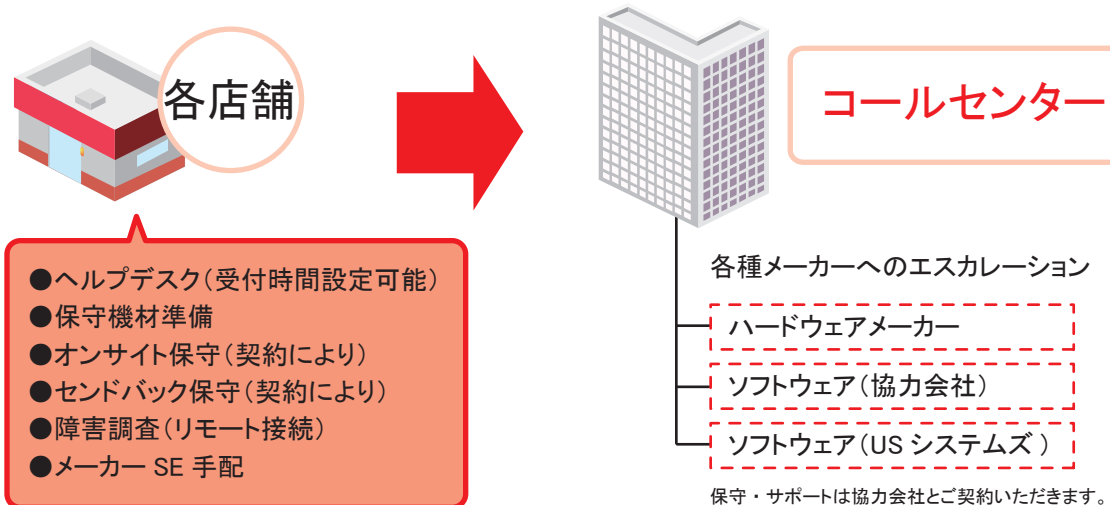 各店舗
コールセンター
●ヘルプデスク（受付時間設定可能）
●保守機材準備
●オンサイト保守（契約により）
●センドバック保守（契約により）
●障害調査（リモート接続）
●メーカー SE 手配
各種メーカーへのエスカレーション
ハードウェアメーカー
ソフトウェア（協力会社）
ソフトウェア（US システムズ ）
保守・サポートは協力会社とご契約いただきます。